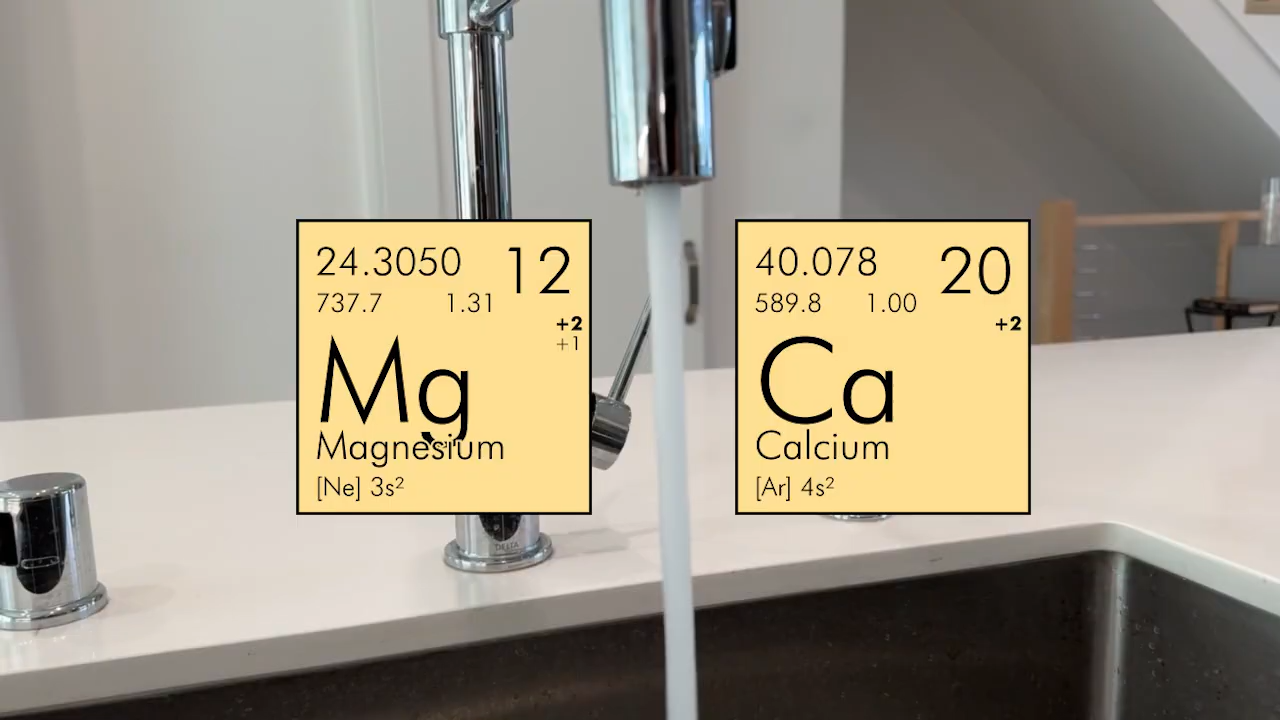 24.3050 12
737.7 1.31
+2
+1
Mg
Magnesium
[Ne] 3s²
40.078 20
589.8 1.00
+2
Ca
Calcium
[Ar] 4s²
DELTA